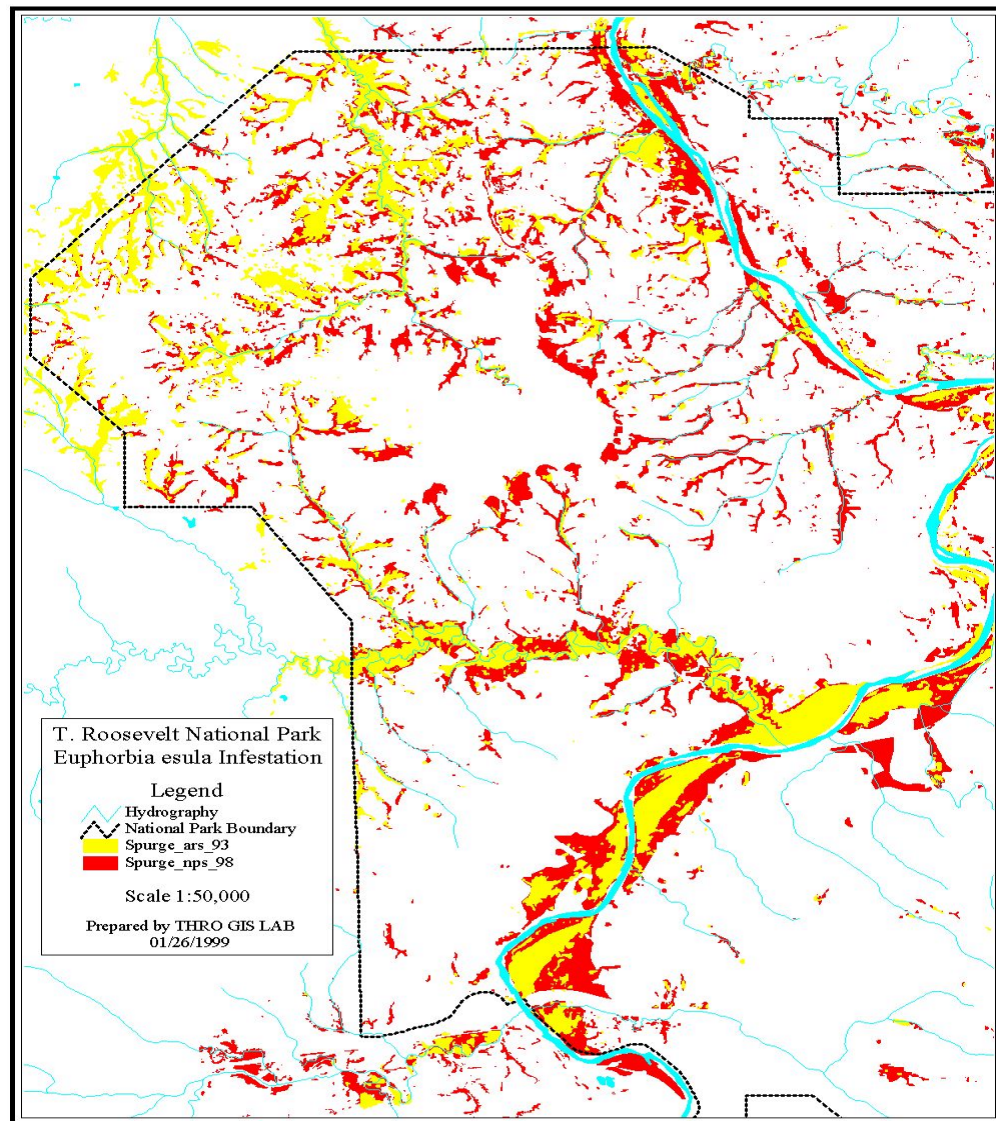 T. Roosevelt National Park
Euphorbia esula Infestation
Legend
Hydrography
National Park Boundary
Spurge_ars_93
Spurge_nps_98
Scale 1:50,000
Prepared by THRO GIS LAB
01/26/1999